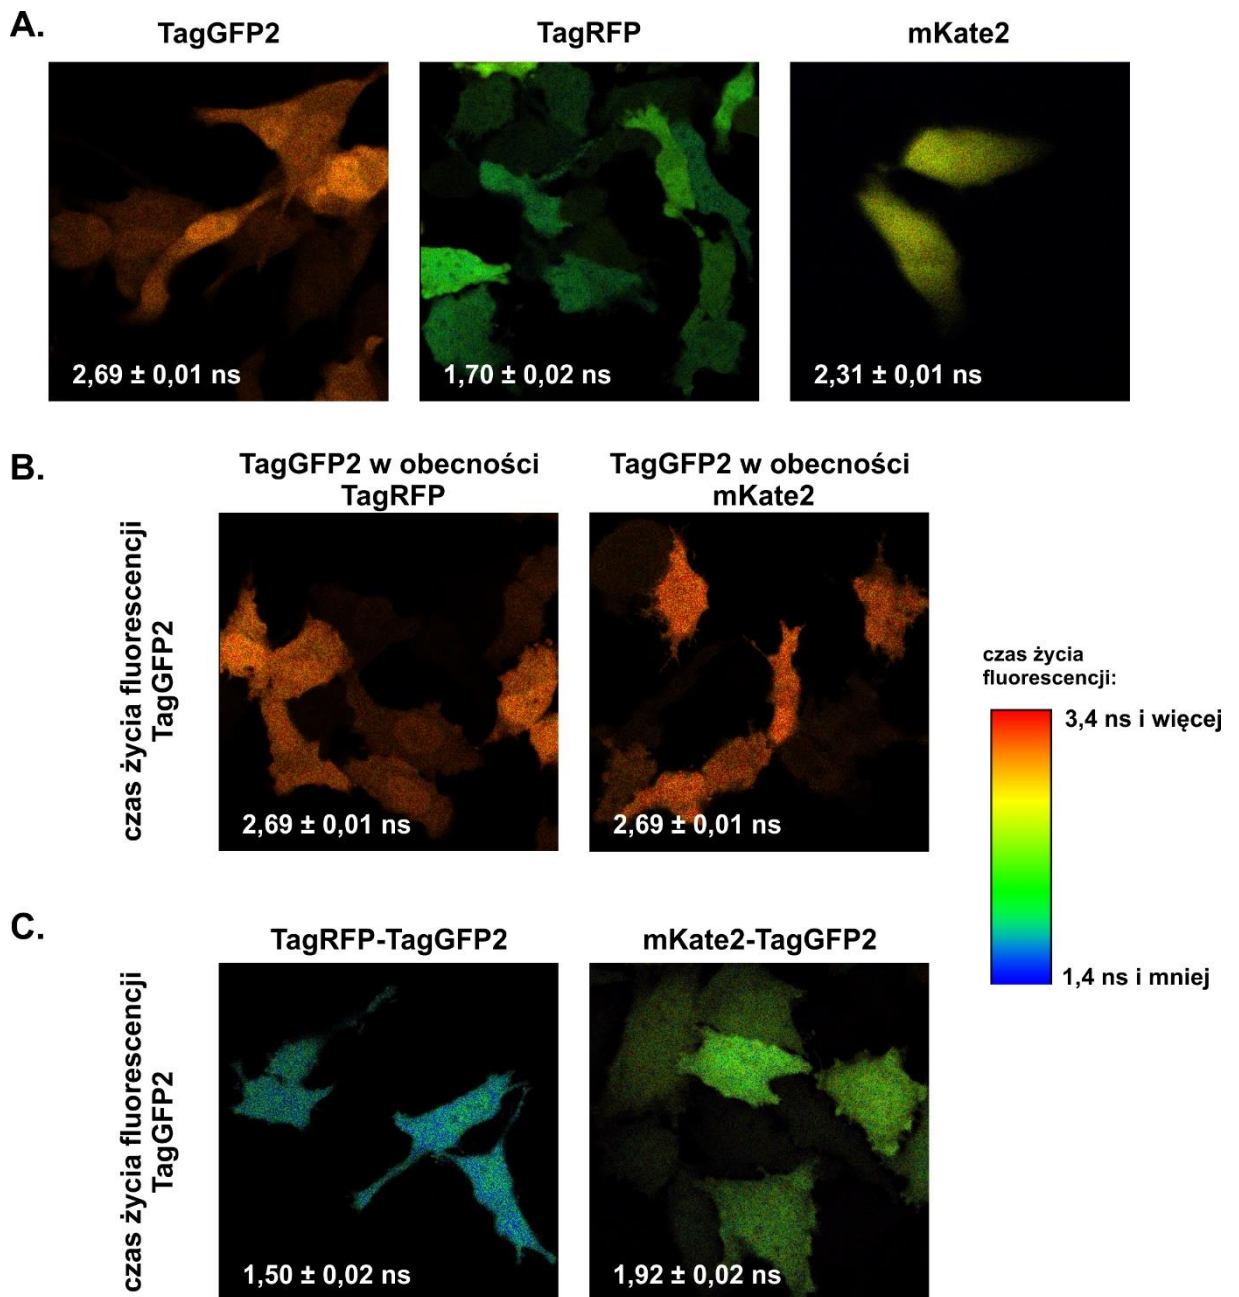 A.
TagGFP2
TagRFP
mKate2
2,69 ± 0,01 ns
1,70 ± 0,02 ns
2,31 ± 0,01 ns
B.
TagGFP2 w obecności
TagRFP
TagGFP2 w obecności
mKate2
czas życia fluorescencji
TagGFP2
2,69 ± 0,01 ns
2,69 ± 0,01 ns
czas życia
fluorescencji:
3,4 ns i więcej
1,4 ns i mniej
C.
TagRFP-TagGFP2
mKate2-TagGFP2
czas życia fluorescencji
TagGFP2
1,50 ± 0,02 ns
1,92 ± 0,02 ns